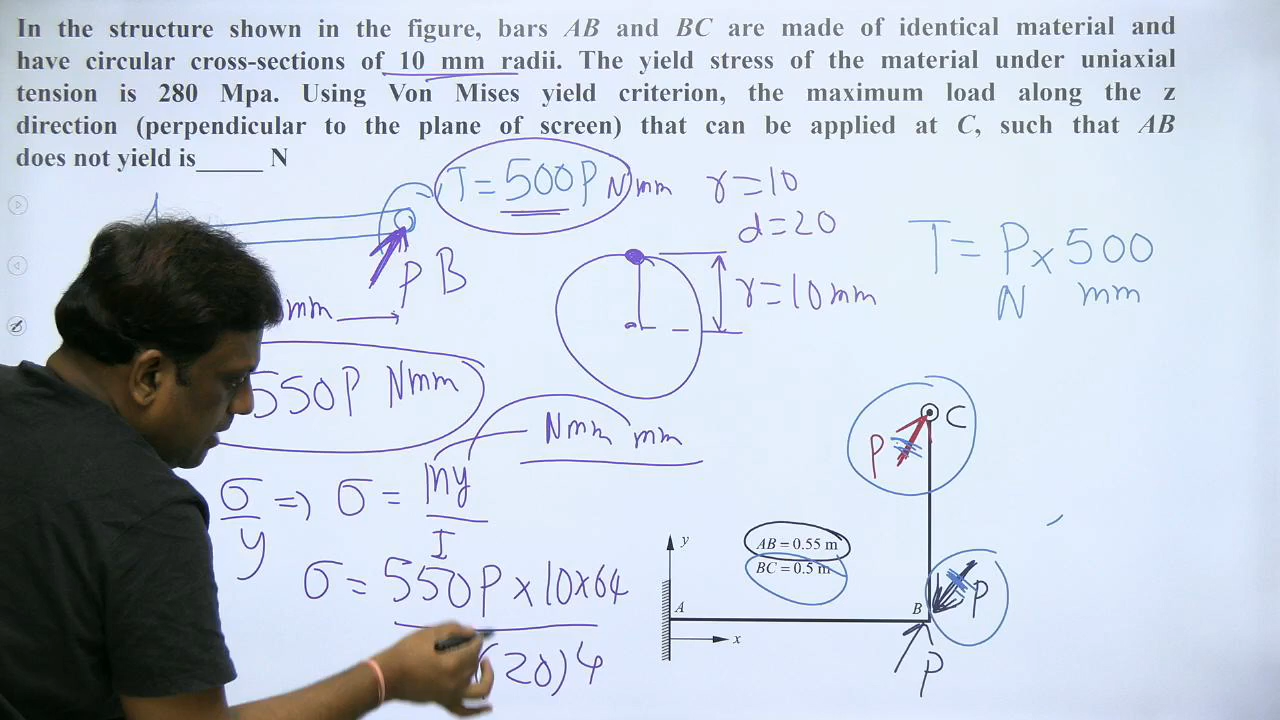 In the structure shown in the figure, bars AB and BC are made of identical material and
have circular cross-sections of 10 mm radii. The yield stress of the material under uniaxial
tension is 280 Mpa. Using Von Mises yield criterion, the maximum load along the z
direction (perpendicular to the plane of screen) that can be applied at C, such that AB
does not yield is_____ N
T = 500P Nmm
r = 10
d = 20
A
P B
mm
r = 10 mm
T = P × 500
N mm
550P Nmm
Nmm mm
σ/y => σ = My/I
σ = 550P × 10 × 64
(20)4
C
P
y
AB = 0.55 m
BC = 0.5 m
A
B
P
x
P